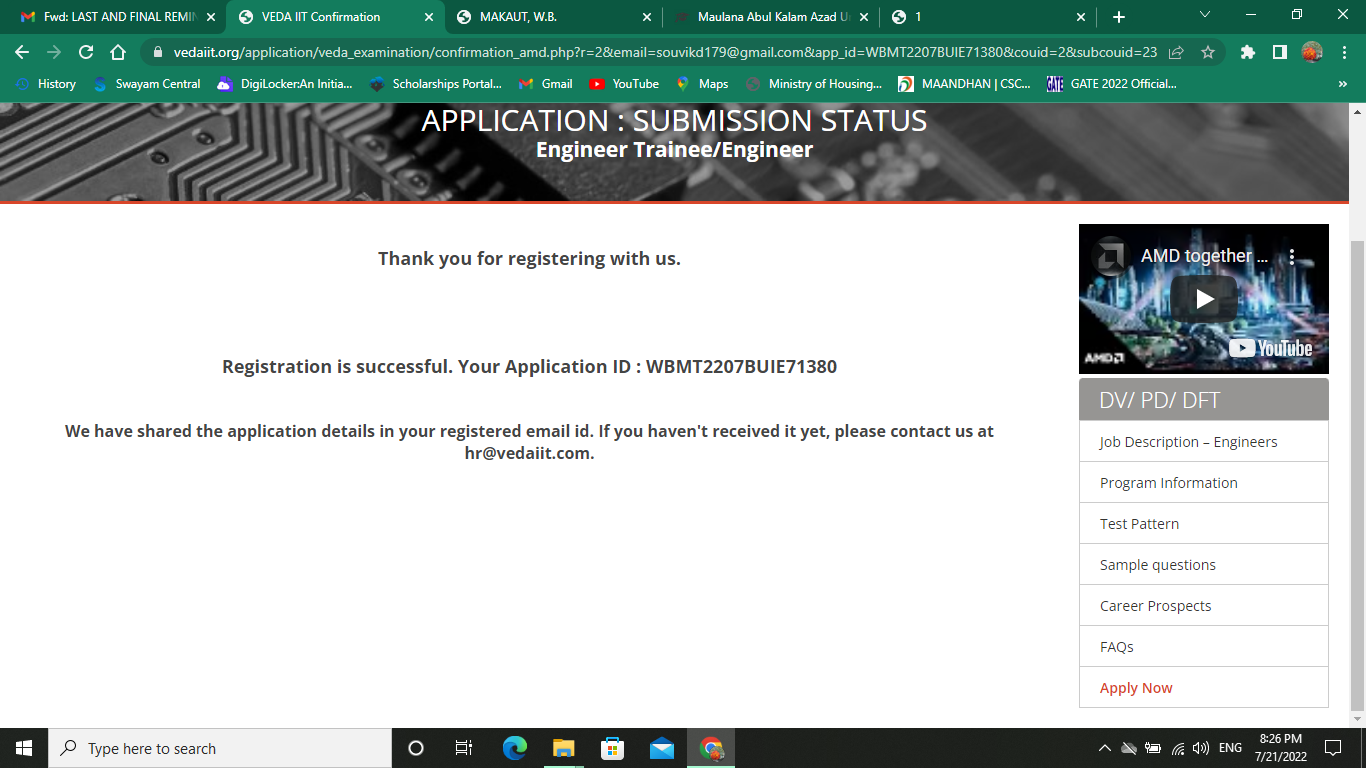 Fwd: LAST AND FINAL REMIN
VEDA IIT Confirmation
MAKAUT, W.B.
Maulana Abul Kalam Azad U
1
vedaiit.org/application/veda_examination/confirmation_amd.php?r=2&email=souvikd179@gmail.com&app_id=WBMT2207BUIE71380&couid=2&subcouid=23
History
Swayam Central
DigiLocker:An Initia...
Scholarships Portal...
Gmail
YouTube
Maps
Ministry of Housing...
MAANDHAN | CSC...
GATE
GATE 2022 Official...
»
APPLICATION : SUBMISSION STATUS
Engineer Trainee/Engineer
Thank you for registering with us.
Registration is successful. Your Application ID : WBMT2207BUIE71380
We have shared the application details in your registered email id. If you haven't received it yet, please contact us at
hr@vedaiit.com.
AMD together ...
AMD
YouTube
DV/ PD/ DFT
Job Description – Engineers
Program Information
Test Pattern
Sample questions
Career Prospects
FAQs
Apply Now
Type here to search
ENG
8:26 PM
7/21/2022